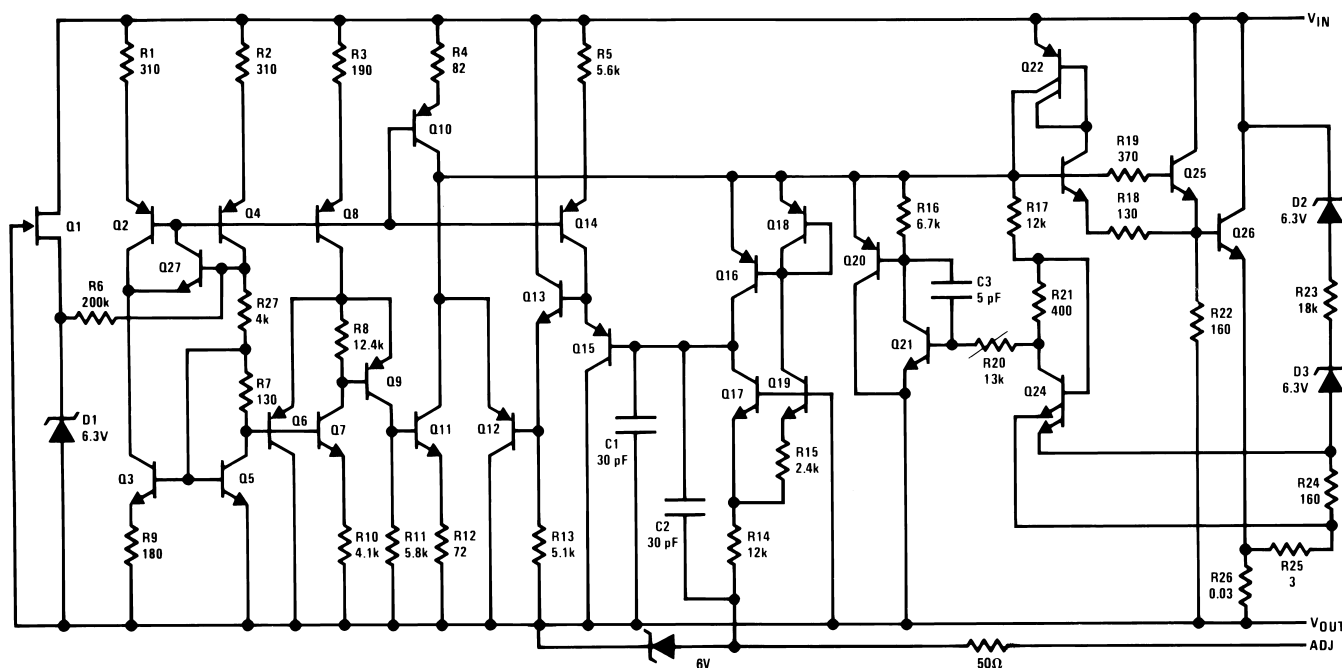 VIN
R1
310
R2
310
R3
190
R4
82
R5
5.6k
Q22
Q10
R19
370
Q25
R18
130
D2
6.3V
Q1
Q2
Q4
Q8
Q14
Q18
R16
6.7k
R17
12k
Q26
Q27
Q16
Q20
R6
200k
R27
4k
Q13
C3
5 pF
R21
400
R22
160
R23
18k
R8
12.4k
Q15
Q21
R20
13k
D3
6.3V
R7
130
Q9
Q17
Q19
Q24
D1
6.3V
Q6
Q7
Q11
Q12
C1
30 pF
R15
2.4k
Q3
Q5
R24
160
R9
180
R10
4.1k
R11
5.8k
R12
72
R13
5.1k
C2
30 pF
R14
12k
R26
0.03
R25
3
VOUT
6V
50Ω
ADJ